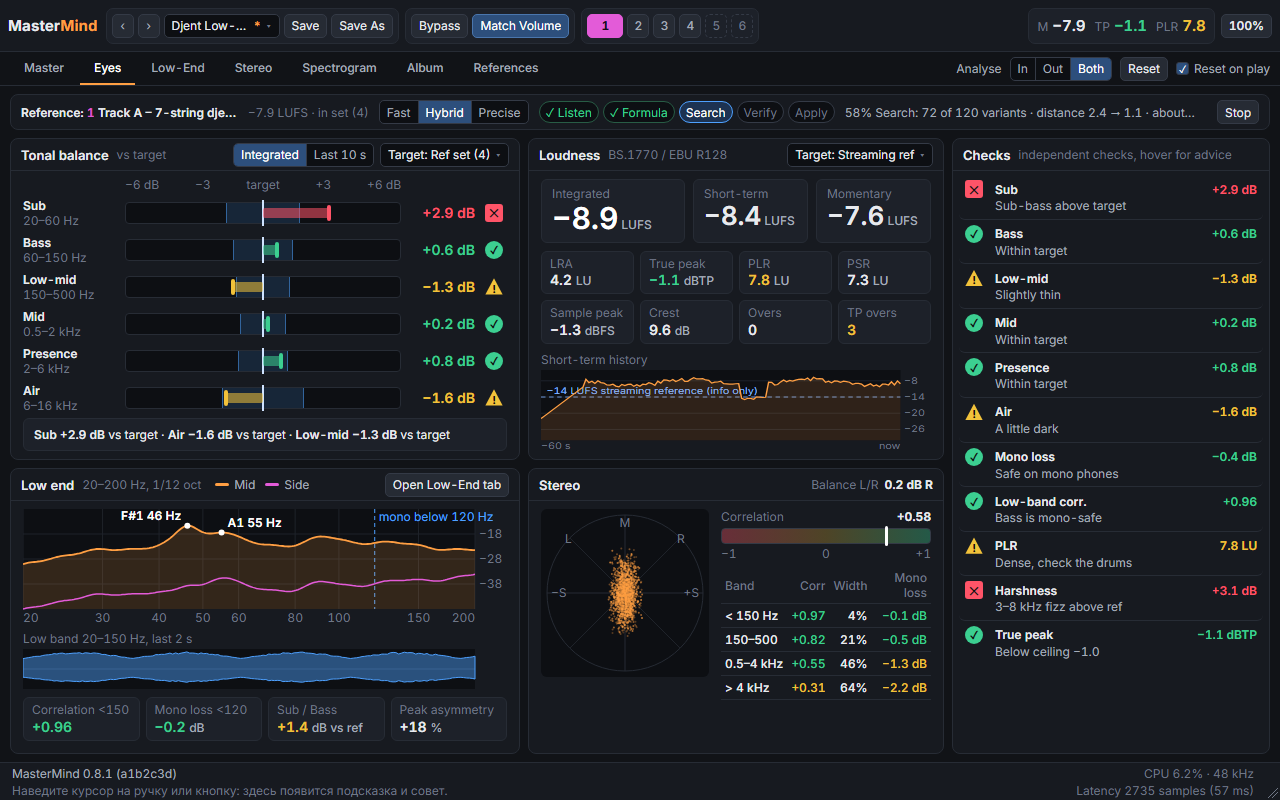 MasterMind ‹ › Djent Low-... * Save Save As Bypass Match Volume 1 2 3 4 5 6 M −7.9 TP −1.1 PLR 7.8 100%
Master Eyes Low-End Stereo Spectrogram Album References Analyse In Out Both Reset Reset on play
Reference: 1 Track A – 7-string dje... −7.9 LUFS · in set (4) Fast Hybrid Precise ✓ Listen ✓ Formula Search Verify Apply 58% Search: 72 of 120 variants · distance 2.4 → 1.1 · about... Stop
Tonal balance vs target Integrated Last 10 s Target: Ref set (4)
−6 dB −3 target +3 +6 dB
Sub
20–60 Hz
+2.9 dB
Bass
60–150 Hz
+0.6 dB
Low-mid
150–500 Hz
−1.3 dB
Mid
0.5–2 kHz
+0.2 dB
Presence
2–6 kHz
+0.8 dB
Air
6–16 kHz
−1.6 dB
Sub +2.9 dB vs target · Air −1.6 dB vs target · Low-mid −1.3 dB vs target
Loudness BS.1770 / EBU R128 Target: Streaming ref
Integrated
−8.9 LUFS
Short-term
−8.4 LUFS
Momentary
−7.6 LUFS
LRA
4.2 LU
True peak
−1.1 dBTP
PLR
7.8 LU
PSR
7.3 LU
Sample peak
−1.3 dBFS
Crest
9.6 dB
Overs
0
TP overs
3
Short-term history
−14 LUFS streaming reference (info only)
−8
−14
−20
−26
−60 s now
Checks independent checks, hover for advice
Sub +2.9 dB
Sub-bass above target
Bass +0.6 dB
Within target
Low-mid −1.3 dB
Slightly thin
Mid +0.2 dB
Within target
Presence +0.8 dB
Within target
Air −1.6 dB
A little dark
Mono loss −0.4 dB
Safe on mono phones
Low-band corr. +0.96
Bass is mono-safe
PLR 7.8 LU
Dense, check the drums
Harshness +3.1 dB
3–8 kHz fizz above ref
True peak −1.1 dBTP
Below ceiling −1.0
Low end 20–200 Hz, 1/12 oct Mid Side Open Low-End tab
F#1 46 Hz A1 55 Hz mono below 120 Hz
−18
−28
−38
20 30 40 50 60 80 100 150 200
Low band 20–150 Hz, last 2 s
Correlation <150
+0.96
Mono loss <120
−0.2 dB
Sub / Bass
+1.4 dB vs ref
Peak asymmetry
+18 %
Stereo Balance L/R 0.2 dB R
M
L R
−S +S
Correlation +0.58
−1 0 +1
Band Corr Width Mono loss
< 150 Hz +0.97 4% −0.1 dB
150–500 +0.82 21% −0.5 dB
0.5–4 kHz +0.55 46% −1.3 dB
> 4 kHz +0.31 64% −2.2 dB
MasterMind 0.8.1 (a1b2c3d) CPU 6.2% · 48 kHz
Наведите курсор на ручку или кнопку: здесь появится подсказка и совет. Latency 2735 samples (57 ms)